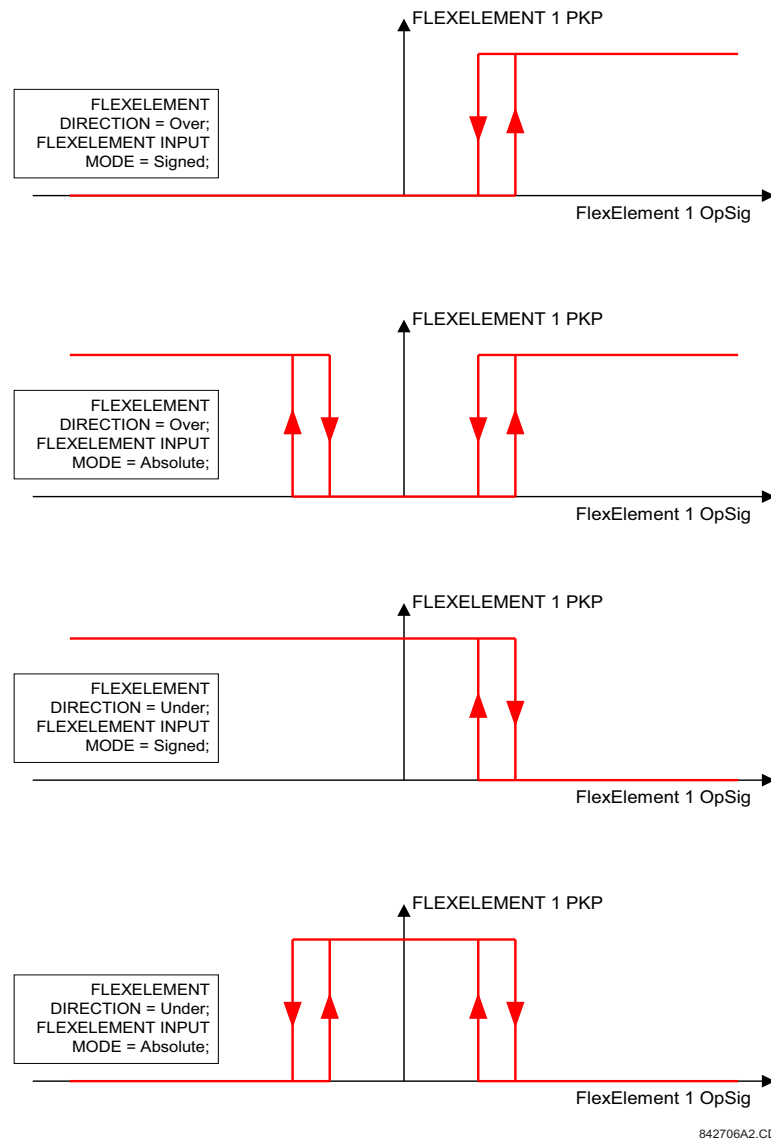 FLEXELEMENT 1 PKP
FLEXELEMENT
DIRECTION = Over;
FLEXELEMENT INPUT
MODE = Signed;
FlexElement 1 OpSig
FLEXELEMENT 1 PKP
FLEXELEMENT
DIRECTION = Over;
FLEXELEMENT INPUT
MODE = Absolute;
FlexElement 1 OpSig
FLEXELEMENT 1 PKP
FLEXELEMENT
DIRECTION = Under;
FLEXELEMENT INPUT
MODE = Signed;
FlexElement 1 OpSig
FLEXELEMENT 1 PKP
FLEXELEMENT
DIRECTION = Under;
FLEXELEMENT INPUT
MODE = Absolute;
FlexElement 1 OpSig
842706A2.CD